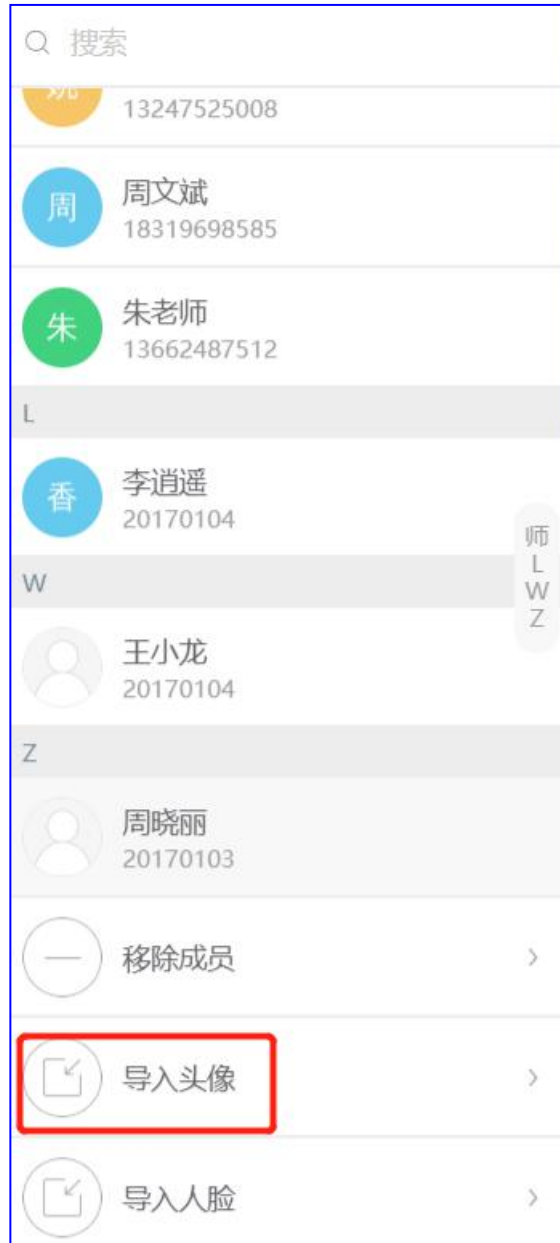 搜索
13247525008
周
周文斌
18319698585
朱
朱老师
13662487512
L
香
李逍遥
20170104
师
L
W
Z
W
王小龙
20170104
Z
周晓丽
20170103
移除成员
导入头像
导入人脸